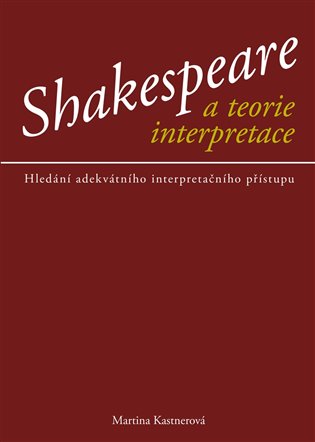 Shakespeare
a teorie
interpretace
Hledání adekvátního interpretačního přístupu
Martina Kastnerová